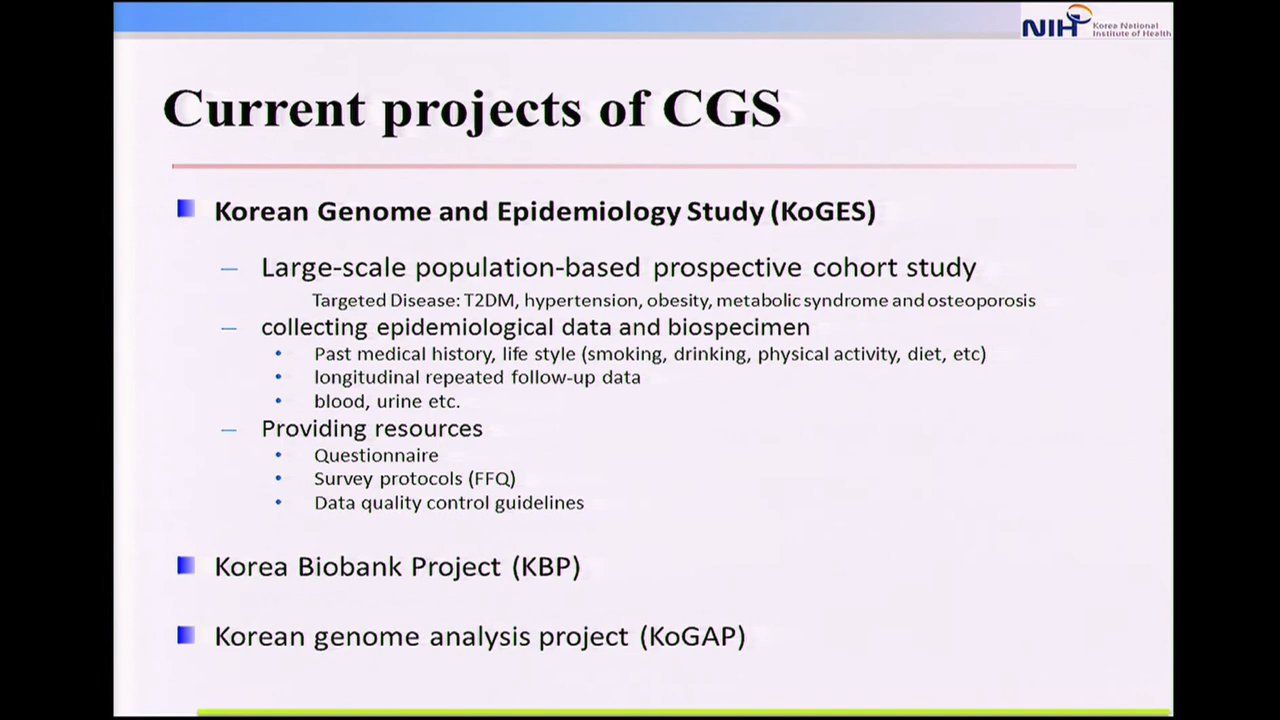 NIH Korea National
Institute of Health
Current projects of CGS
Korean Genome and Epidemiology Study (KoGES)
– Large-scale population-based prospective cohort study
Targeted Disease: T2DM, hypertension, obesity, metabolic syndrome and osteoporosis
– collecting epidemiological data and biospecimen
• Past medical history, life style (smoking, drinking, physical activity, diet, etc)
• longitudinal repeated follow-up data
• blood, urine etc.
– Providing resources
• Questionnaire
• Survey protocols (FFQ)
• Data quality control guidelines
Korea Biobank Project (KBP)
Korean genome analysis project (KoGAP)